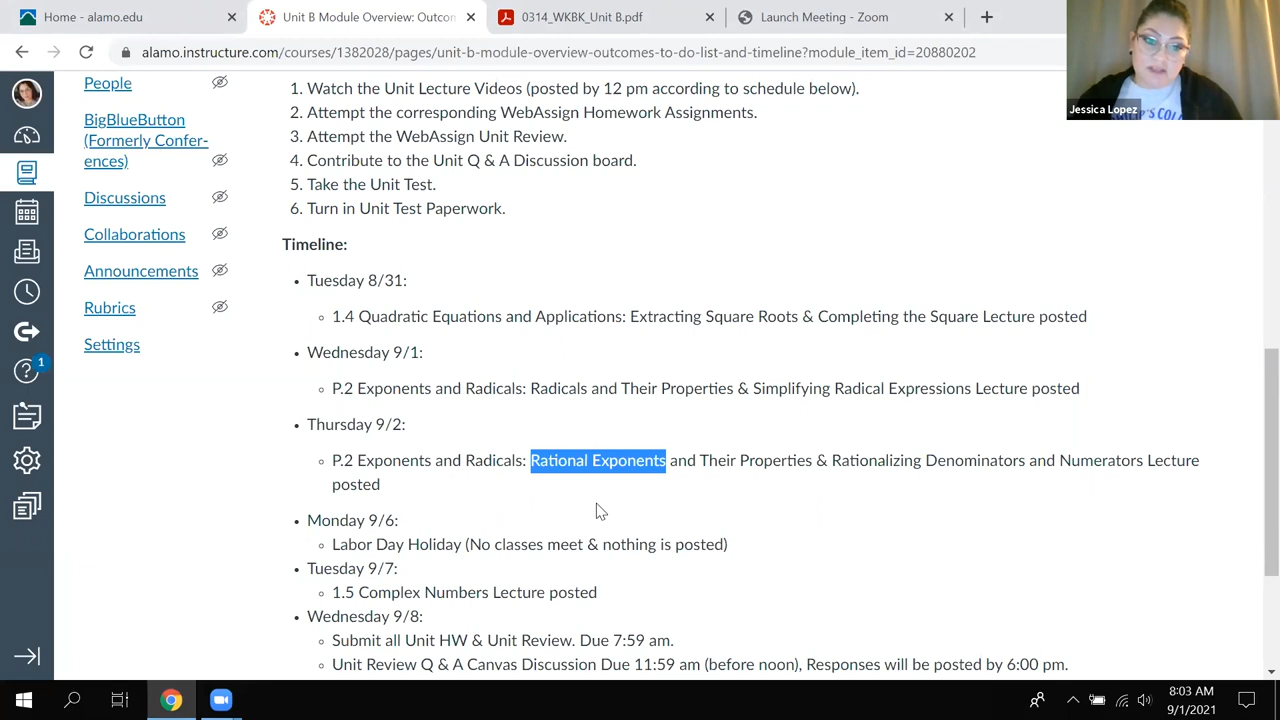 Home - alamo.edu
Unit B Module Overview: Outcom
0314_WKBK_Unit B.pdf
Launch Meeting - Zoom
alamo.instructure.com/courses/1382028/pages/unit-b-module-overview-outcomes-to-do-list-and-timeline?module_item_id=20880202
Jessica Lopez
People
BigBlueButton
(Formerly Confer-
ences)
Discussions
Collaborations
Announcements
Rubrics
Settings
1
1. Watch the Unit Lecture Videos (posted by 12 pm according to schedule below).
2. Attempt the corresponding WebAssign Homework Assignments.
3. Attempt the WebAssign Unit Review.
4. Contribute to the Unit Q & A Discussion board.
5. Take the Unit Test.
6. Turn in Unit Test Paperwork.
Timeline:
• Tuesday 8/31:
◦ 1.4 Quadratic Equations and Applications: Extracting Square Roots & Completing the Square Lecture posted
• Wednesday 9/1:
◦ P.2 Exponents and Radicals: Radicals and Their Properties & Simplifying Radical Expressions Lecture posted
• Thursday 9/2:
◦ P.2 Exponents and Radicals: Rational Exponents and Their Properties & Rationalizing Denominators and Numerators Lecture
posted
• Monday 9/6:
◦ Labor Day Holiday (No classes meet & nothing is posted)
• Tuesday 9/7:
◦ 1.5 Complex Numbers Lecture posted
• Wednesday 9/8:
◦ Submit all Unit HW & Unit Review. Due 7:59 am.
◦ Unit Review Q & A Canvas Discussion Due 11:59 am (before noon), Responses will be posted by 6:00 pm.
8:03 AM
9/1/2021